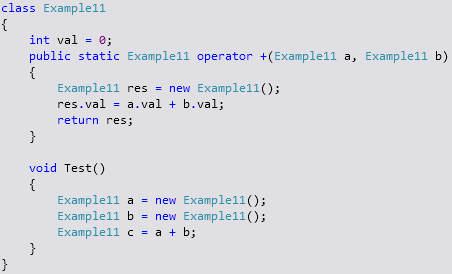 class Example11
{
    int val = 0;
    public static Example11 operator +(Example11 a, Example11 b)
    {
        Example11 res = new Example11();
        res.val = a.val + b.val;
        return res;
    }

    void Test()
    {
        Example11 a = new Example11();
        Example11 b = new Example11();
        Example11 c = a + b;
    }
}